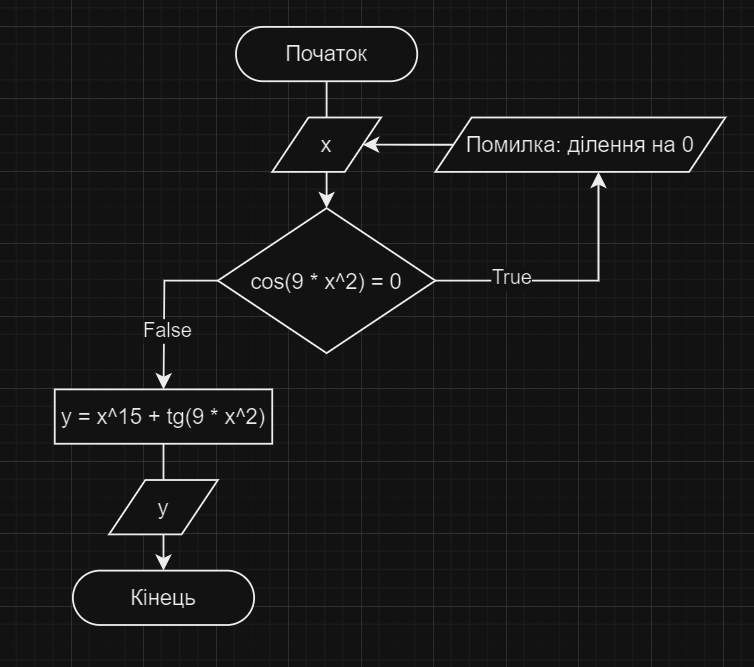 Початок
x
Помилка: ділення на 0
cos(9 * x^2) = 0
True
False
y = x^15 + tg(9 * x^2)
y
Кінець